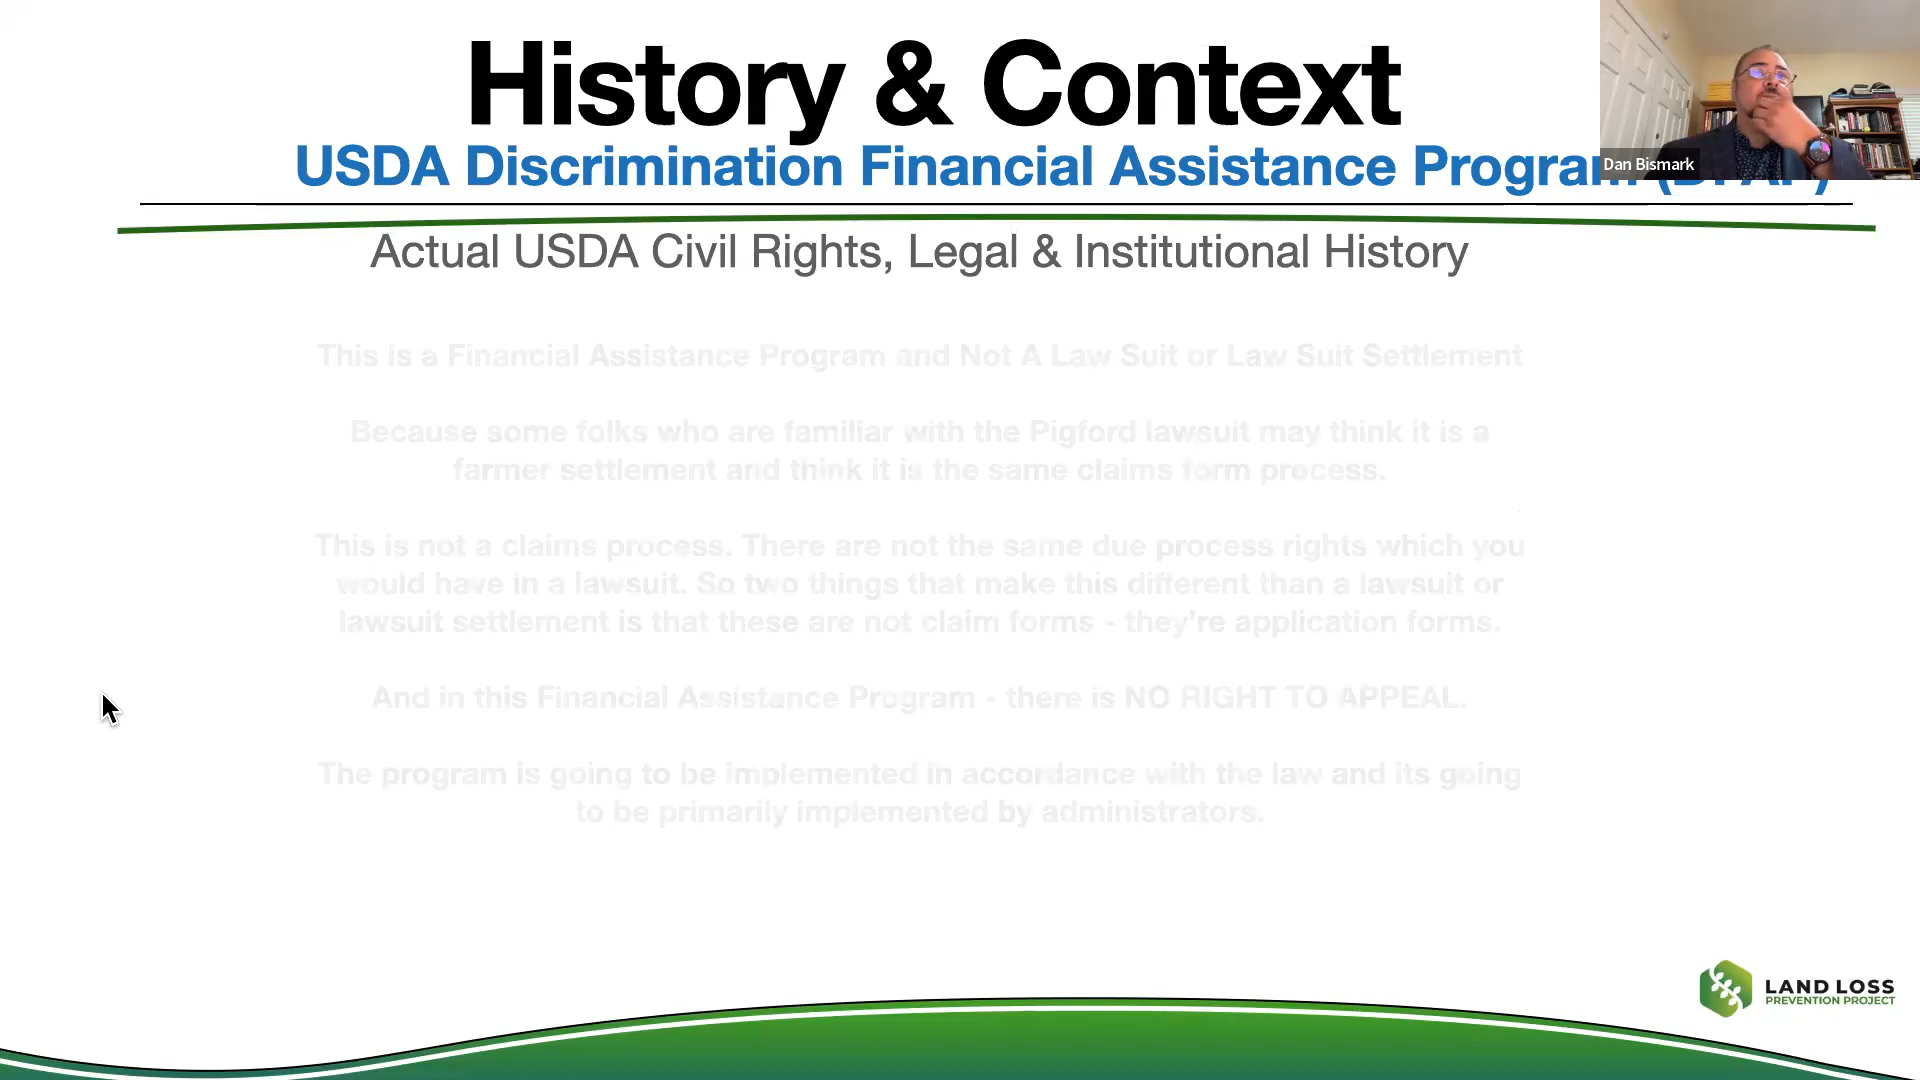 History & Context
USDA Discrimination Financial Assistance Program
Dan Bismark
Actual USDA Civil Rights, Legal & Institutional History
This is a Financial Assistance Program and Not A Law Suit or Law Suit Settlement
Because some folks who are familiar with the Pigford lawsuit may think it is a
farmer settlement and think it is the same claims form process.
This is not a claims process. There are not the same due process rights which you
would have in a lawsuit. So two things that make this different than a lawsuit or
lawsuit settlement is that these are not claim forms - they're application forms.
And in this Financial Assistance Program - there is NO RIGHT TO APPEAL.
The program is going to be implemented in accordance with the law and its going
to be primarily implemented by administrators.
LAND LOSS
PREVENTION PROJECT